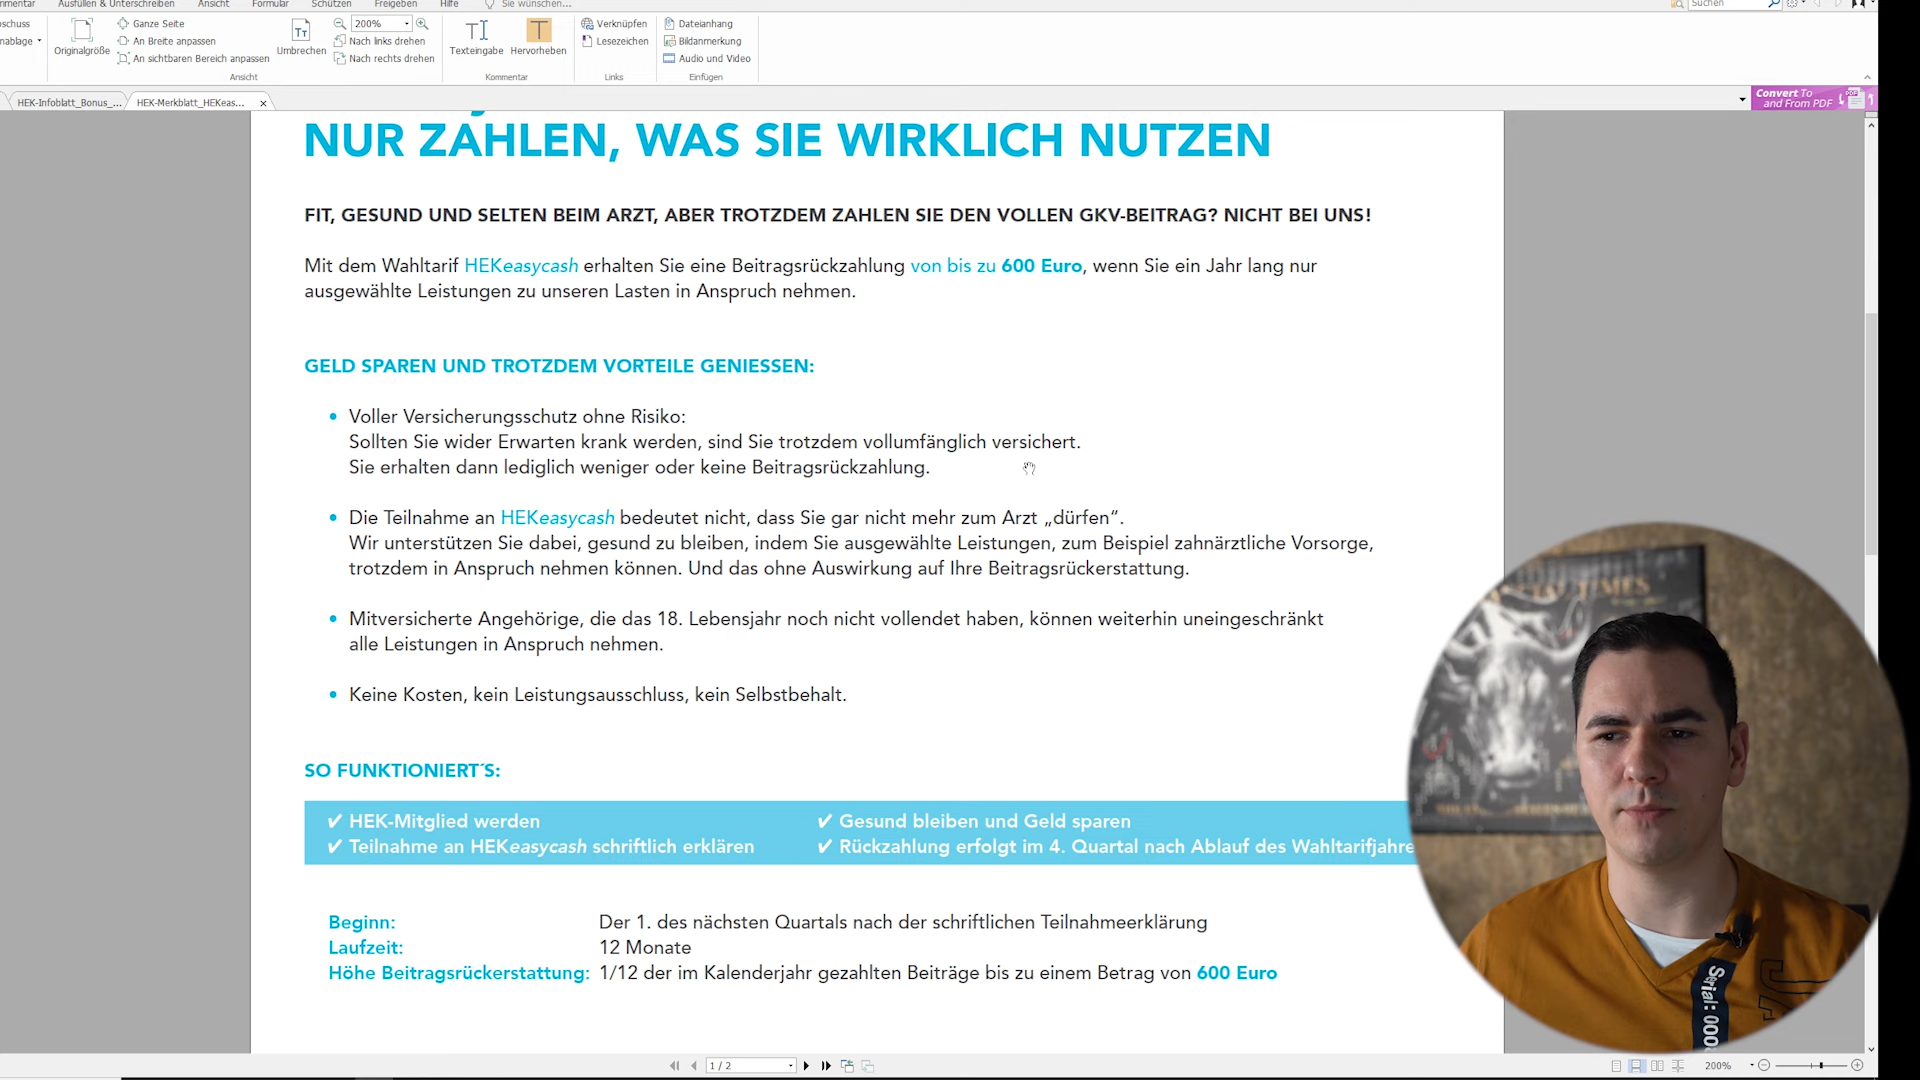 Kommentar Ausfüllen & Unterschreiben Ansicht Formular Schützen Freigeben Hilfe Sie wünschen... Suchen
Originalgröße
Ganze Seite
An Breite anpassen
An sichtbaren Bereich anpassen
Ansicht
Umbrechen
200%
Nach links drehen
Nach rechts drehen
Texteingabe
Hervorheben
Kommentar
Verknüpfen
Lesezeichen
Links
Dateianhang
Bildanmerkung
Audio und Video
Einfügen
HEK-Infoblatt_Bonus_... HEK-Merkblatt_HEKeas...
Convert To
and From PDF
NUR ZAHLEN, WAS SIE WIRKLICH NUTZEN
FIT, GESUND UND SELTEN BEIM ARZT, ABER TROTZDEM ZAHLEN SIE DEN VOLLEN GKV-BEITRAG? NICHT BEI UNS!
Mit dem Wahltarif HEKeasycash erhalten Sie eine Beitragsrückzahlung von bis zu 600 Euro, wenn Sie ein Jahr lang nur
ausgewählte Leistungen zu unseren Lasten in Anspruch nehmen.
GELD SPAREN UND TROTZDEM VORTEILE GENIESSEN:
• Voller Versicherungsschutz ohne Risiko:
Sollten Sie wider Erwarten krank werden, sind Sie trotzdem vollumfänglich versichert.
Sie erhalten dann lediglich weniger oder keine Beitragsrückzahlung.
• Die Teilnahme an HEKeasycash bedeutet nicht, dass Sie gar nicht mehr zum Arzt „dürfen“.
Wir unterstützen Sie dabei, gesund zu bleiben, indem Sie ausgewählte Leistungen, zum Beispiel zahnärztliche Vorsorge,
trotzdem in Anspruch nehmen können. Und das ohne Auswirkung auf Ihre Beitragsrückerstattung.
• Mitversicherte Angehörige, die das 18. Lebensjahr noch nicht vollendet haben, können weiterhin uneingeschränkt
alle Leistungen in Anspruch nehmen.
• Keine Kosten, kein Leistungsausschluss, kein Selbstbehalt.
SO FUNKTIONIERT´S:
✓ HEK-Mitglied werden ✓ Gesund bleiben und Geld sparen
✓ Teilnahme an HEKeasycash schriftlich erklären ✓ Rückzahlung erfolgt im 4. Quartal nach Ablauf des Wahltarifjahre
Beginn: Der 1. des nächsten Quartals nach der schriftlichen Teilnahmeerklärung
Laufzeit: 12 Monate
Höhe Beitragsrückerstattung: 1/12 der im Kalenderjahr gezahlten Beiträge bis zu einem Betrag von 600 Euro
1 / 2
200%